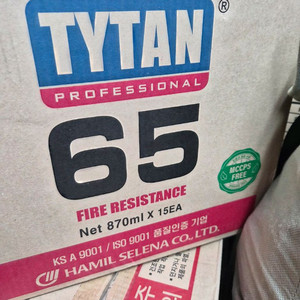 TYTAN®
PROFESSIONAL
65
FIRE RESISTANCE
Net 870ml X 15EA
MCCPS
FREE
KS A 9001 / ISO 9001 품질인증 기업
HAMIL SELENA CO., LTD.